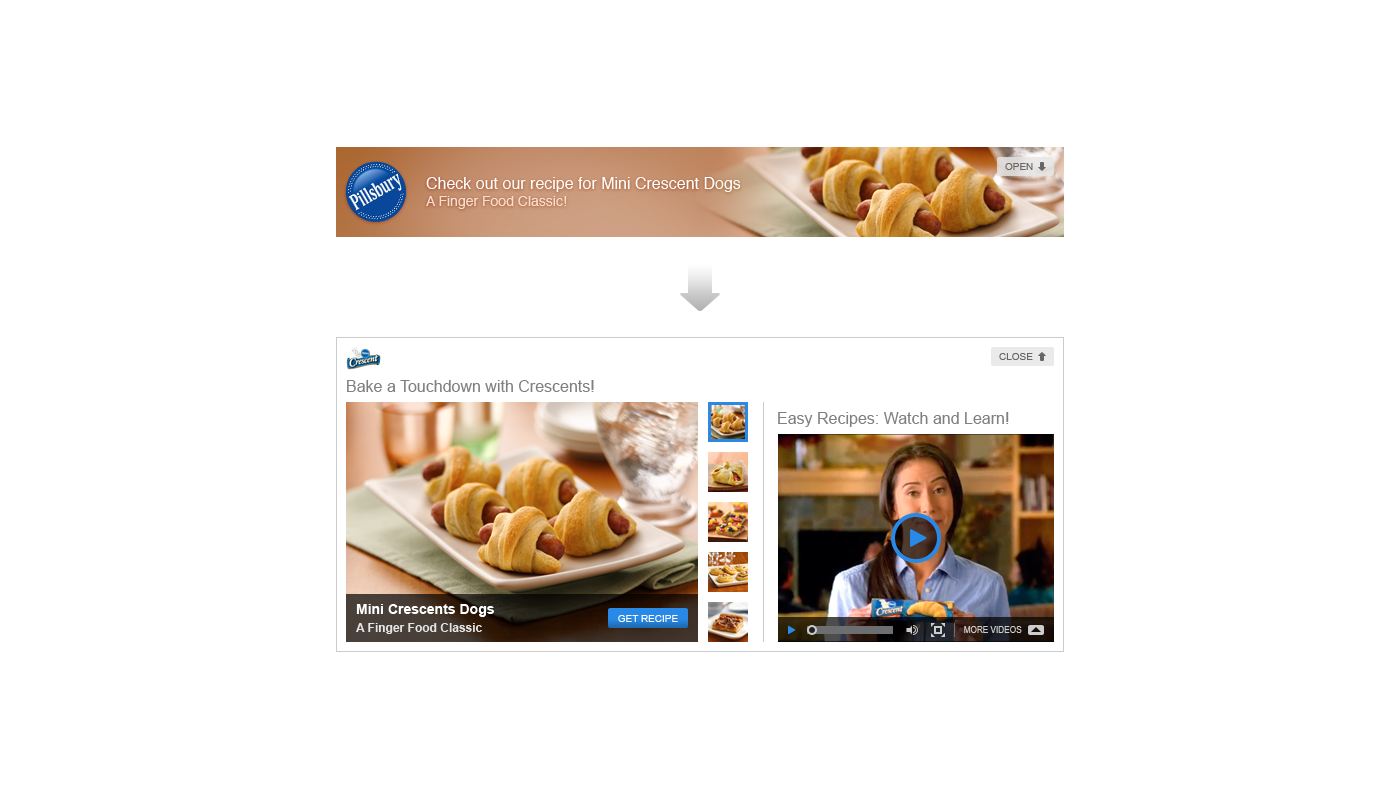 Pillsbury
Check out our recipe for Mini Crescent Dogs
A Finger Food Classic!
OPEN
Crescent
CLOSE
Bake a Touchdown with Crescents!
Easy Recipes: Watch and Learn!
Crescent
Mini Crescents Dogs
A Finger Food Classic
GET RECIPE
MORE VIDEOS